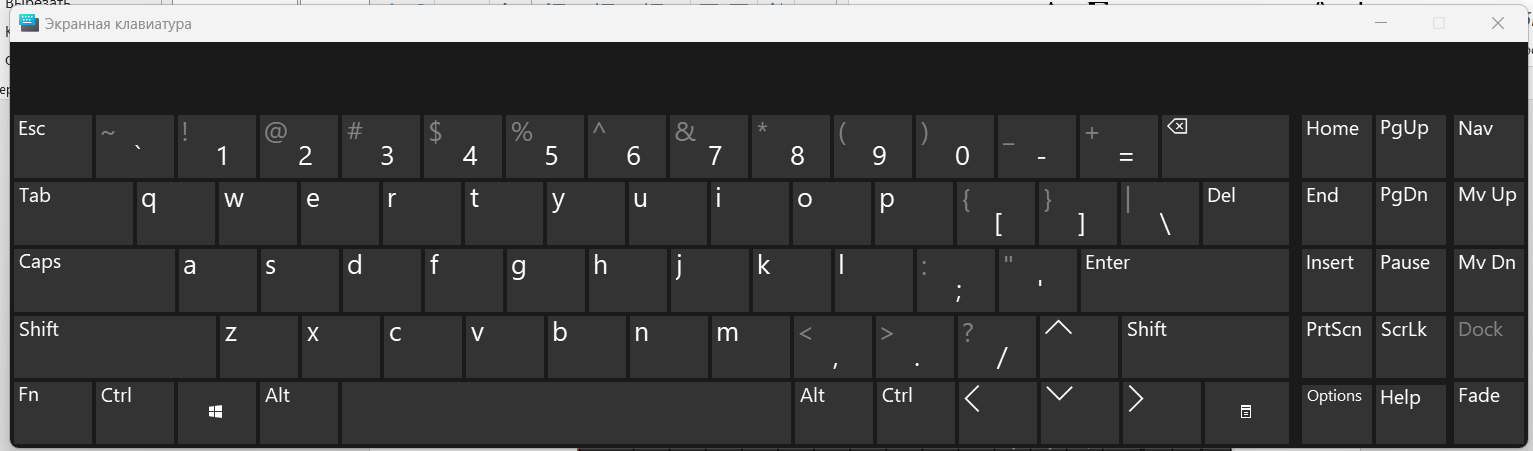 Вырезать
Экранная клавиатура
Esc ~ ` ! 1 @ 2 # 3 $ 4 % 5 ^ 6 & 7 * 8 ( 9 ) 0 _ - + = Home PgUp Nav
Tab q w e r t y u i o p { [ } ] | \ Del End PgDn Mv Up
Caps a s d f g h j k l : ; " ' Enter Insert Pause Mv Dn
Shift z x c v b n m < , > . ? / Shift PrtScn ScrLk Dock
Fn Ctrl Alt Alt Ctrl Options Help Fade